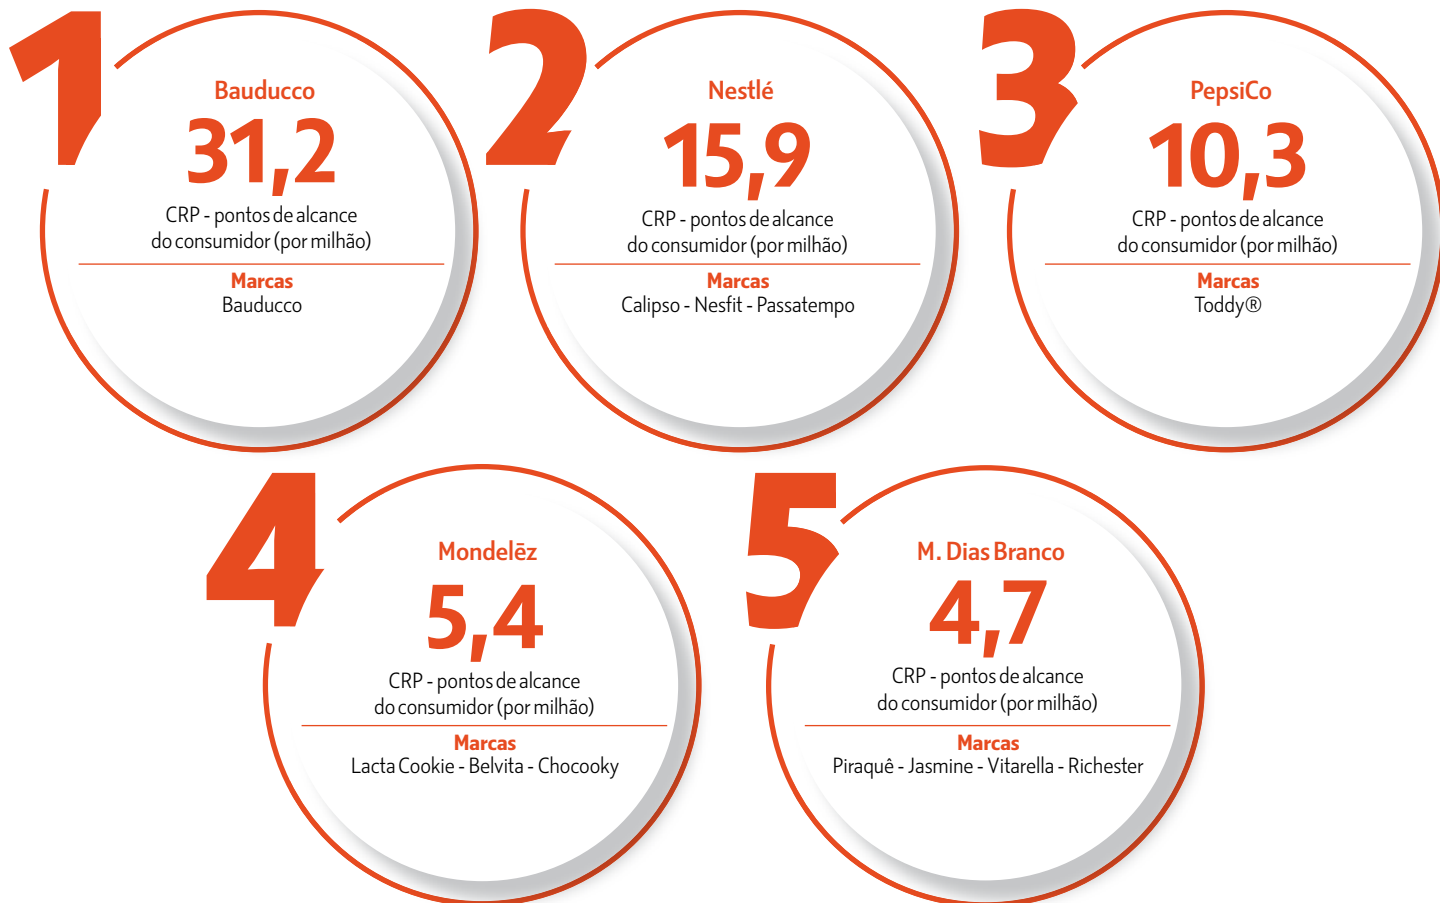 1
Bauducco
31,2
CRP - pontos de alcance
do consumidor (por milhão)
Marcas
Bauducco
2
Nestlé
15,9
CRP - pontos de alcance
do consumidor (por milhão)
Marcas
Calipso - Nesfit - Passatempo
3
PepsiCo
10,3
CRP - pontos de alcance
do consumidor (por milhão)
Marcas
Toddy®
4
Mondelēz
5,4
CRP - pontos de alcance
do consumidor (por milhão)
Marcas
Lacta Cookie - Belvita - Chocooky
5
M. Dias Branco
4,7
CRP - pontos de alcance
do consumidor (por milhão)
Marcas
Piraquê - Jasmine - Vitarella - Richester